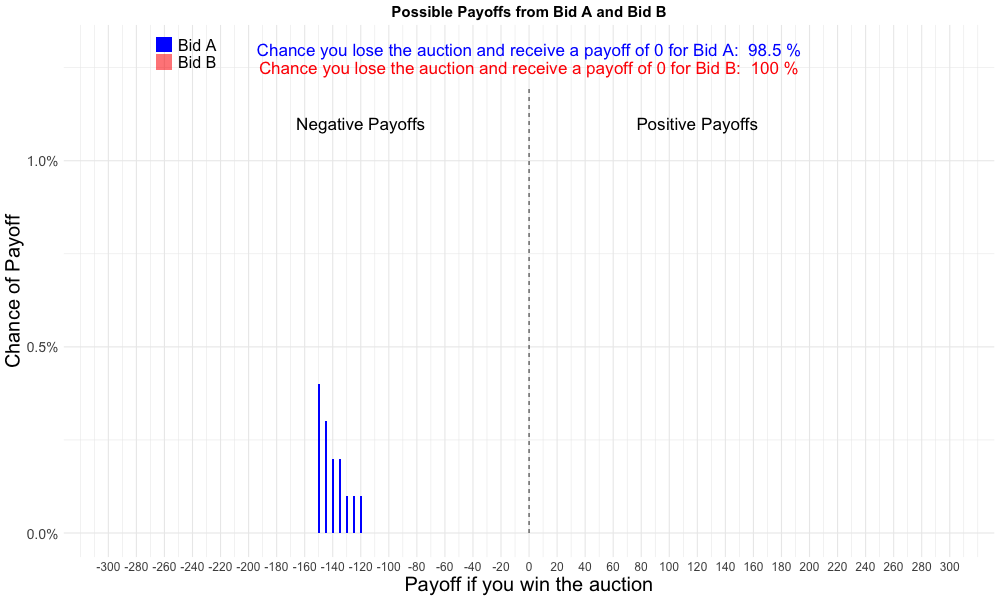 Possible Payoffs from Bid A and Bid B
Bid A
Bid B
Chance you lose the auction and receive a payoff of 0 for Bid A:  98.5 %
Chance you lose the auction and receive a payoff of 0 for Bid B:  100 %
Negative Payoffs
Positive Payoffs
Chance of Payoff
1.0%
0.5%
0.0%
-300 -280 -260 -240 -220 -200 -180 -160 -140 -120 -100 -80 -60 -40 -20 0 20 40 60 80 100 120 140 160 180 200 220 240 260 280 300
Payoff if you win the auction